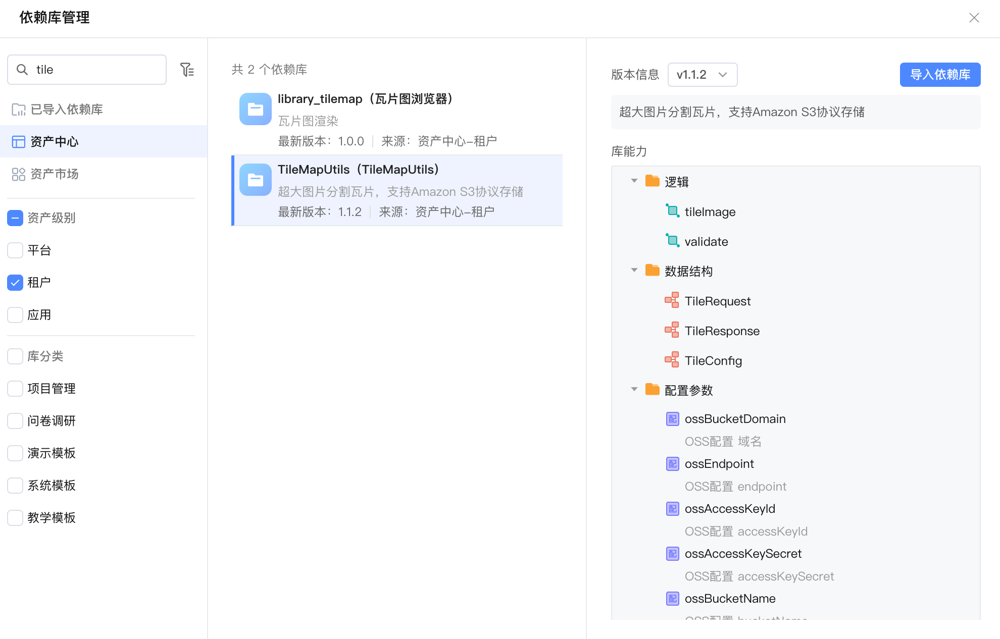 依赖库管理
tile
已导入依赖库
资产中心
资产市场
资产级别
平台
租户
应用
库分类
项目管理
问卷调研
演示模板
系统模板
教学模板
共 2 个依赖库
library_tilemap（瓦片图浏览器）
瓦片图渲染
最新版本：1.0.0 来源：资产中心-租户
TileMapUtils（TileMapUtils）
超大图片分割瓦片，支持Amazon S3协议存储
最新版本：1.1.2 来源：资产中心-租户
版本信息 v1.1.2 导入依赖库
超大图片分割瓦片，支持Amazon S3协议存储
库能力
逻辑
tileImage
validate
数据结构
TileRequest
TileResponse
TileConfig
配置参数
配 ossBucketDomain
OSS配置 域名
配 ossEndpoint
OSS配置 endpoint
配 ossAccessKeyId
OSS配置 accessKeyId
配 ossAccessKeySecret
OSS配置 accessKeySecret
配 ossBucketName
OSS配置 bucketName